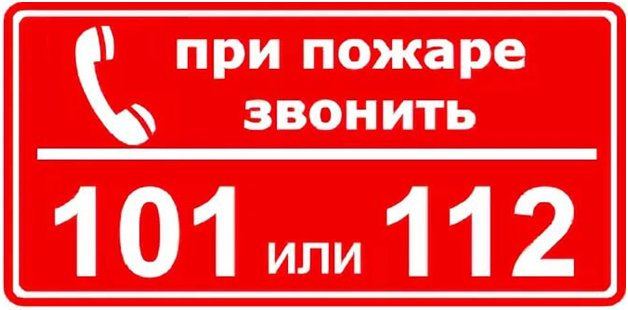 при пожаре
звонить
101 или 112